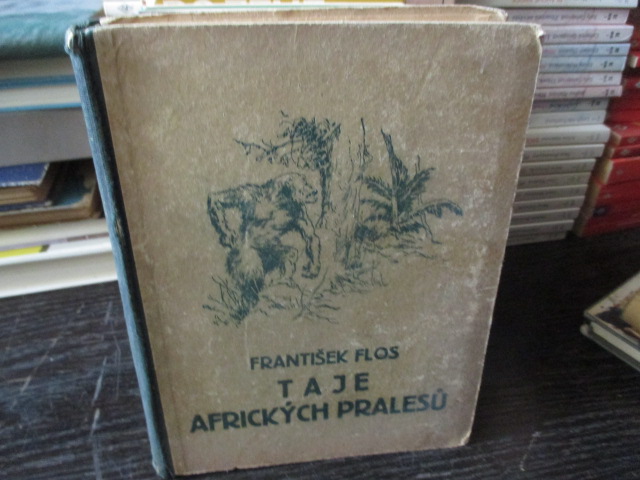 FRANTIŠEK FLOS
TAJE
AFRICKÝCH PRALESŮ